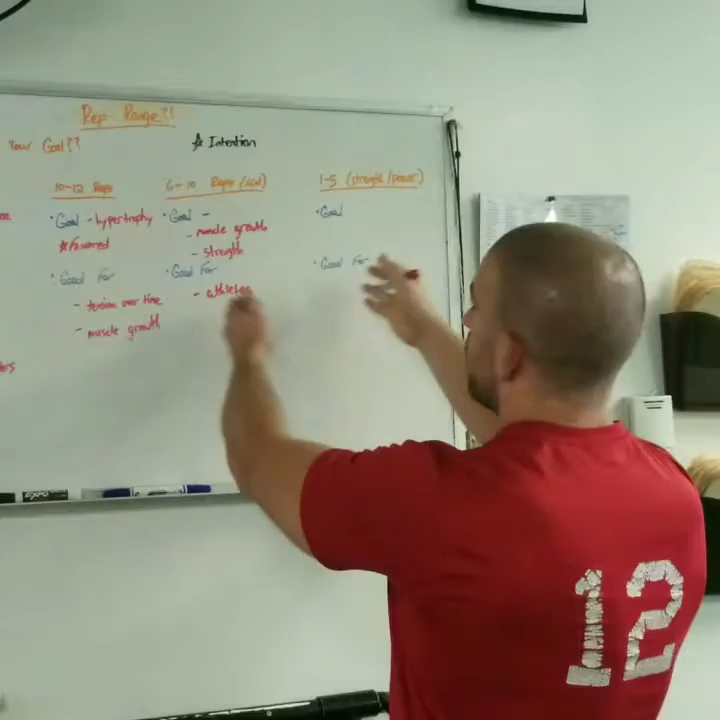 Rep Range?!
Your Goal??
☆ Intention
10-12 Reps
• Goal - hypertrophy
☆ Favored
• Good For
- tension over time
- muscle growth
6-10 Reps
• Goal -
- muscle growth
- strength
• Good For
- athletes
1-5 (strength/power)
• Goal
• Good For
EXPO
12